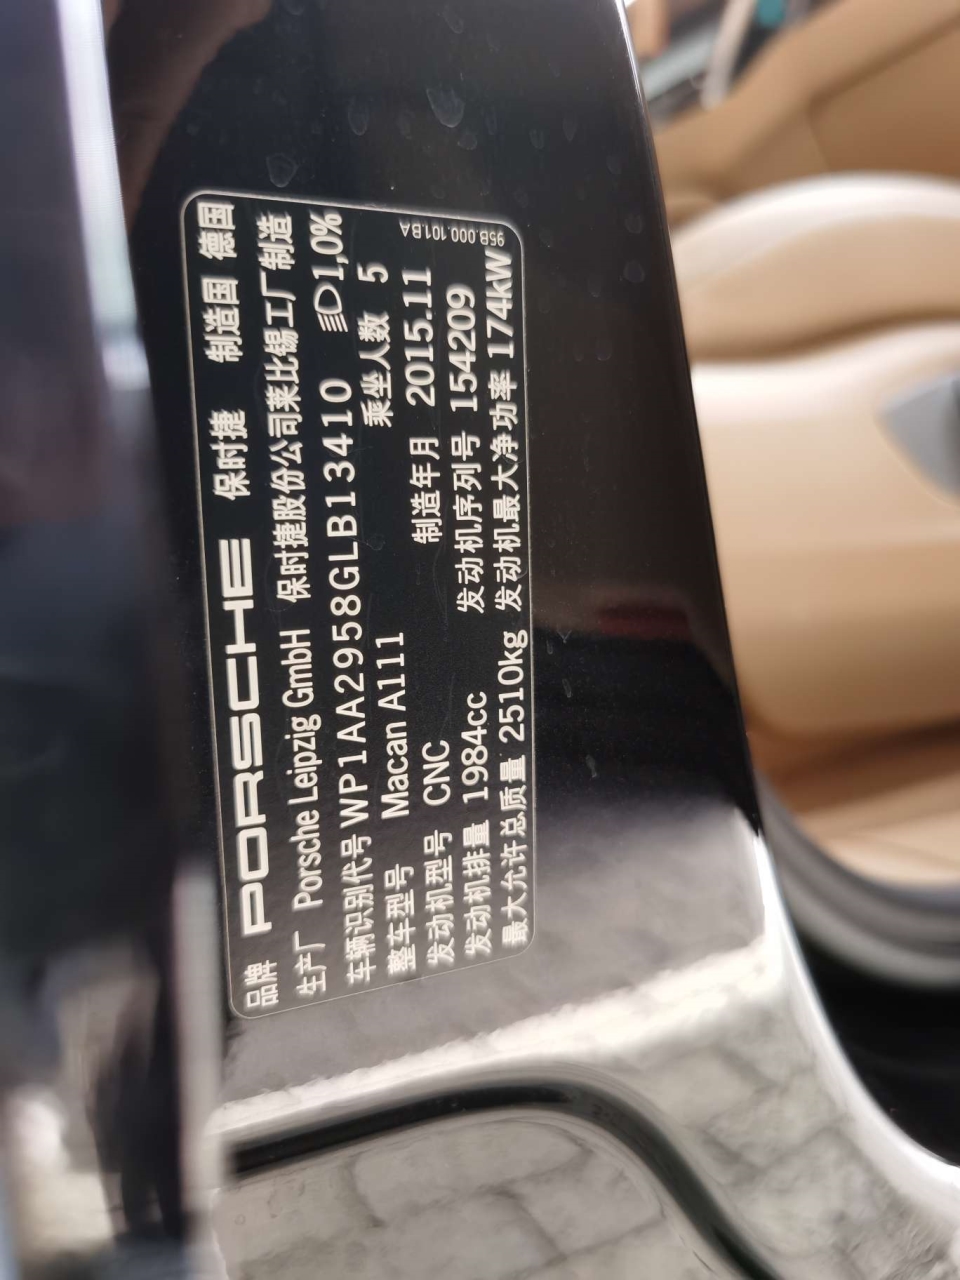 品牌 PORSCHE 保时捷 制造国 德国
生产厂 Porsche Leipzig GmbH 保时捷股份公司莱比锡工厂制造
车辆识别代号 WP1AA2958GLB13410 1,0%
整车型号 Macan A111 乘坐人数 5
发动机型号 CNC 制造年月 2015.11
发动机排量 1984cc 发动机序列号 154209
最大允许总质量 2510kg 发动机最大净功率 174kW
95B.000.101.BA